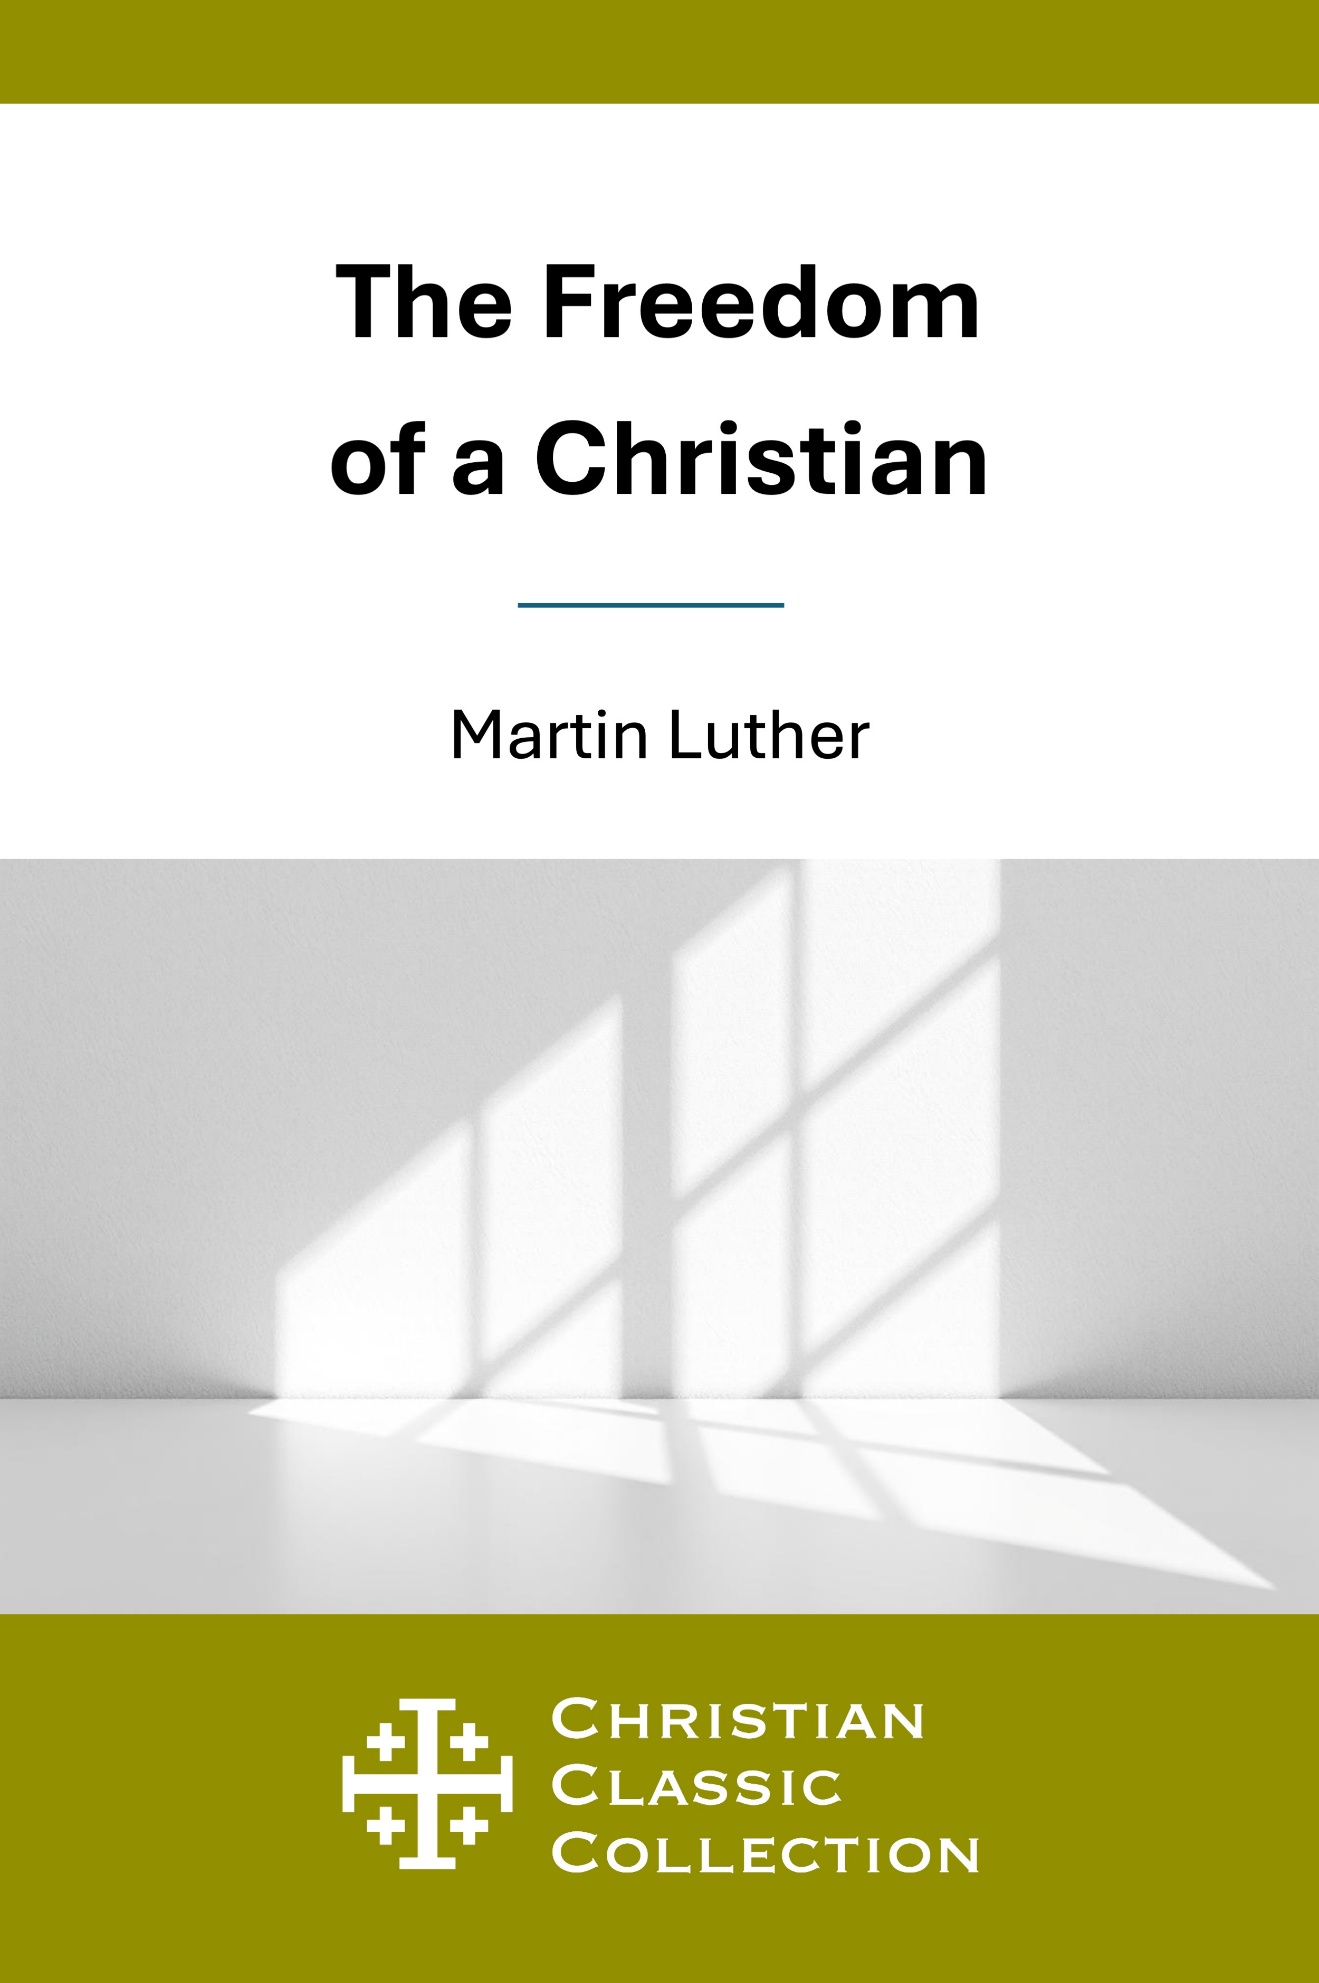 The Freedom
of a Christian
Martin Luther
CHRISTIAN
CLASSIC
COLLECTION